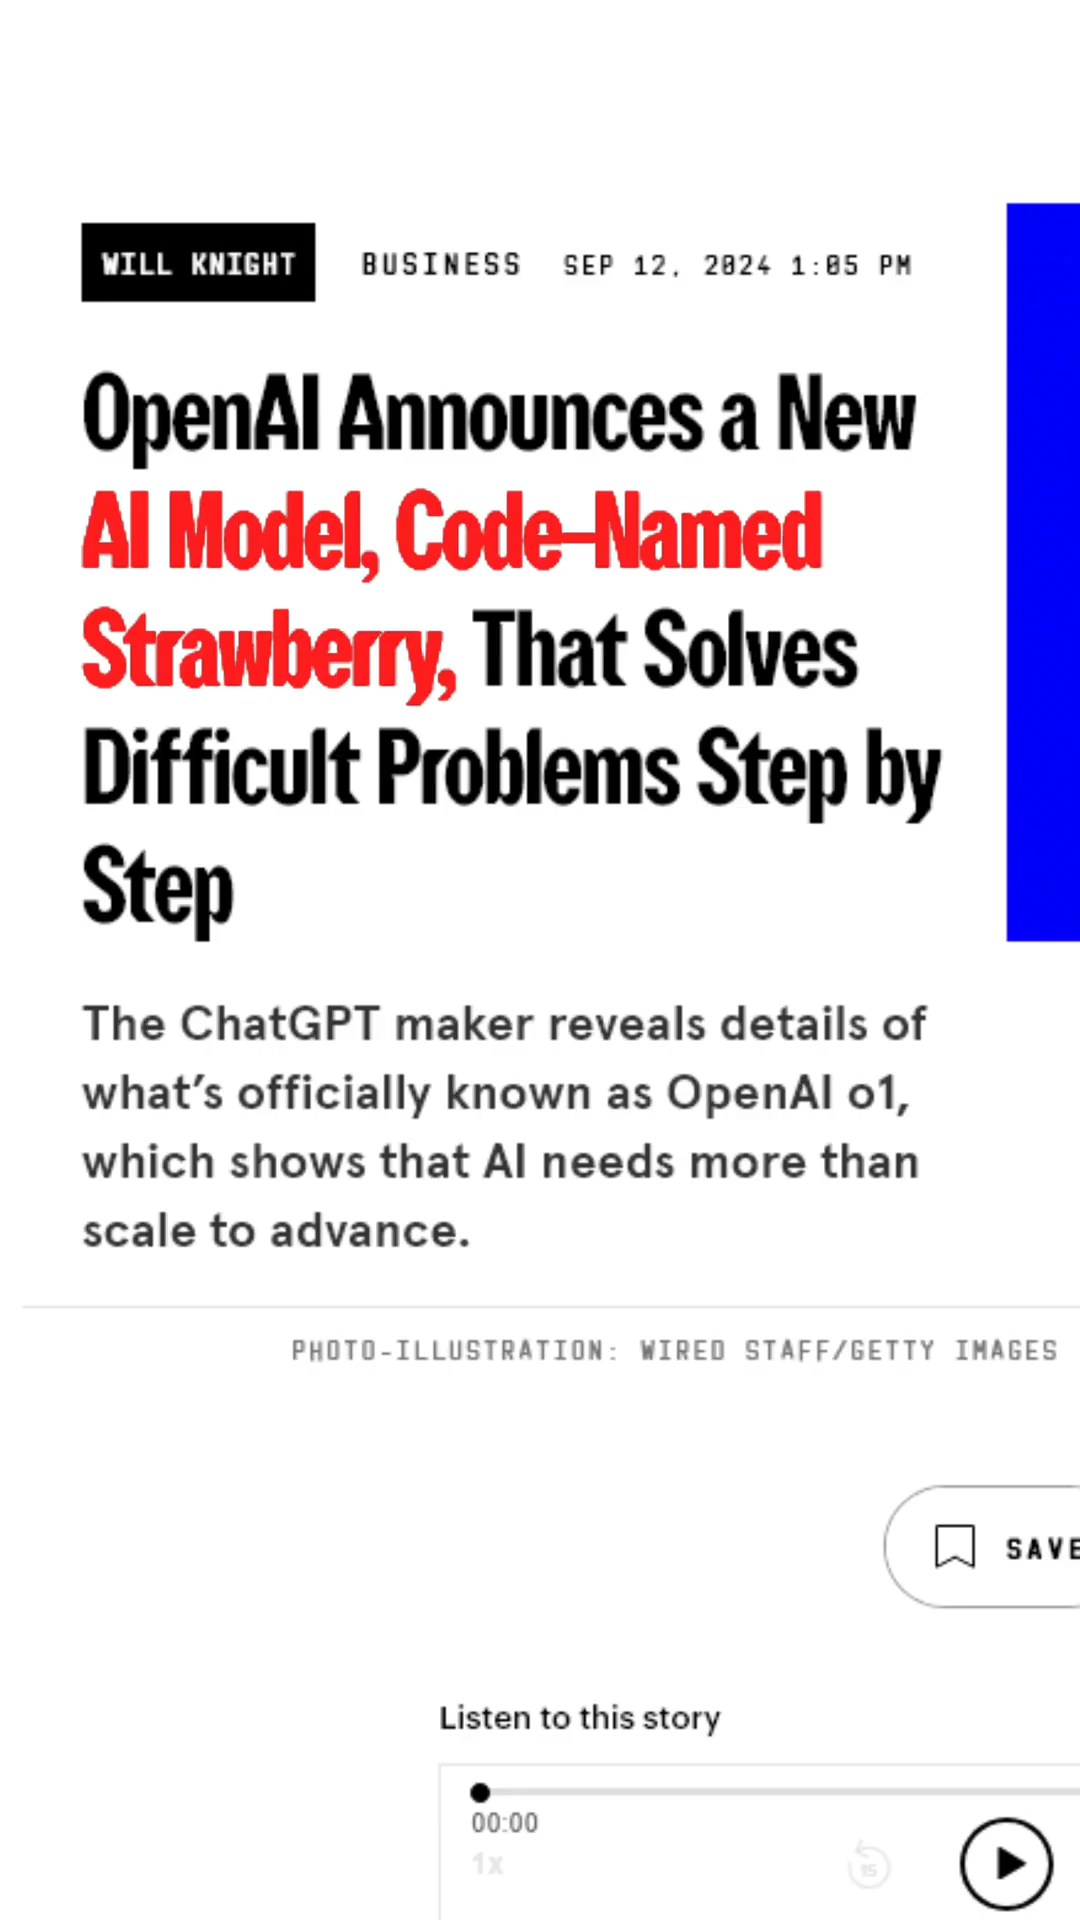 WILL KNIGHT BUSINESS SEP 12, 2024 1:05 PM
OpenAI Announces a New
AI Model, Code-Named
Strawberry, That Solves
Difficult Problems Step by
Step
The ChatGPT maker reveals details of
what’s officially known as OpenAI o1,
which shows that AI needs more than
scale to advance.
PHOTO-ILLUSTRATION: WIRED STAFF/GETTY IMAGES
SAVE
Listen to this story
00:00
1x
15